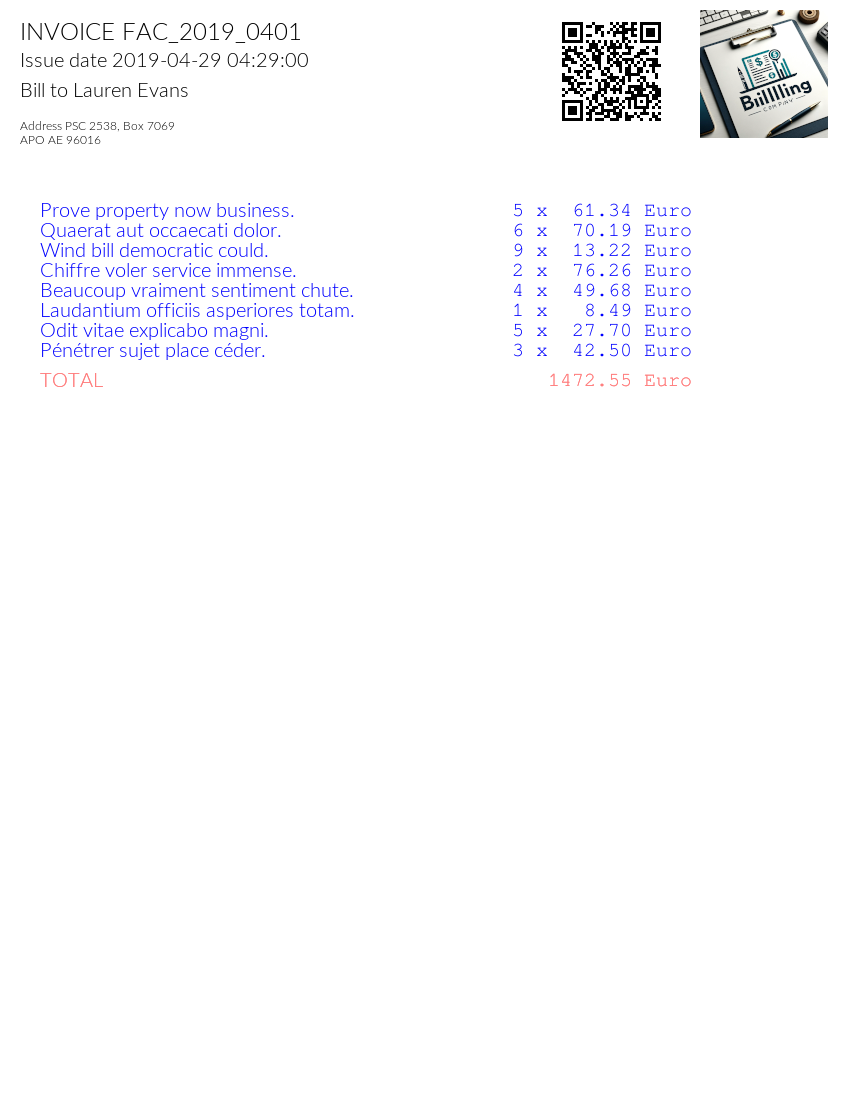 INVOICE FAC_2019_0401
Issue date 2019-04-29 04:29:00
Bill to Lauren Evans
Address PSC 2538, Box 7069
APO AE 96016
Biilllling
COMPANY
Prove property now business. 5 x 61.34 Euro
Quaerat aut occaecati dolor. 6 x 70.19 Euro
Wind bill democratic could. 9 x 13.22 Euro
Chiffre voler service immense. 2 x 76.26 Euro
Beaucoup vraiment sentiment chute. 4 x 49.68 Euro
Laudantium officiis asperiores totam. 1 x 8.49 Euro
Odit vitae explicabo magni. 5 x 27.70 Euro
Pénétrer sujet place céder. 3 x 42.50 Euro
TOTAL 1472.55 Euro